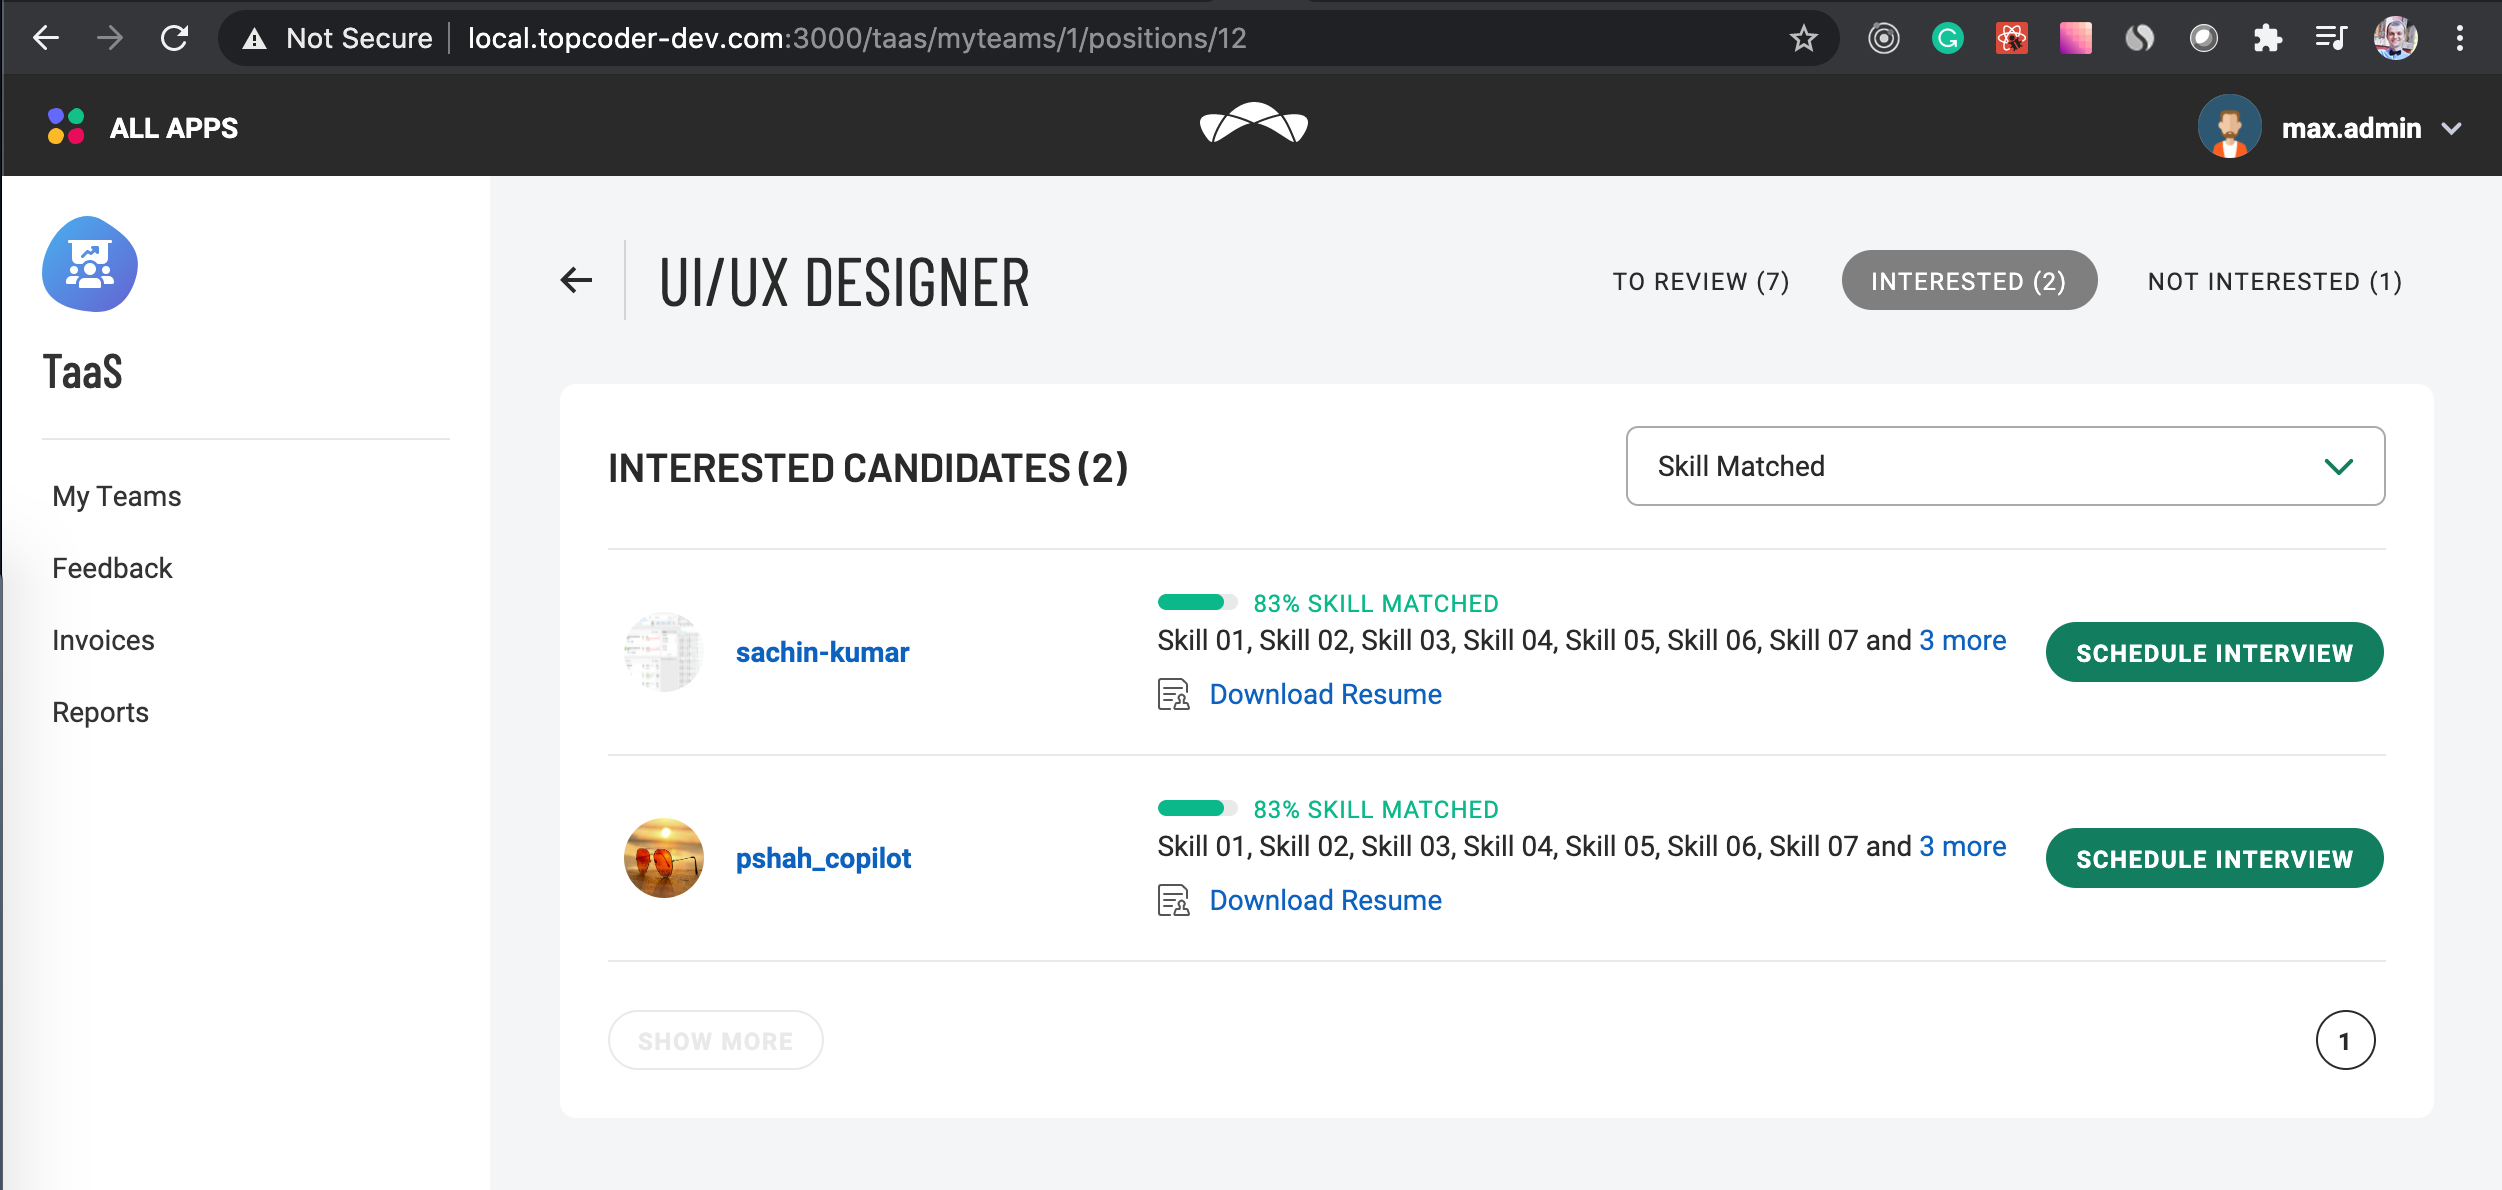 Not Secure local.topcoder-dev.com:3000/taas/myteams/1/positions/12
ALL APPS
max.admin
TaaS
My Teams
Feedback
Invoices
Reports
UI/UX DESIGNER
TO REVIEW (7)
INTERESTED (2)
NOT INTERESTED (1)
INTERESTED CANDIDATES (2)
Skill Matched
sachin-kumar
83% SKILL MATCHED
Skill 01, Skill 02, Skill 03, Skill 04, Skill 05, Skill 06, Skill 07 and 3 more
Download Resume
SCHEDULE INTERVIEW
pshah_copilot
83% SKILL MATCHED
Skill 01, Skill 02, Skill 03, Skill 04, Skill 05, Skill 06, Skill 07 and 3 more
Download Resume
SCHEDULE INTERVIEW
SHOW MORE
1